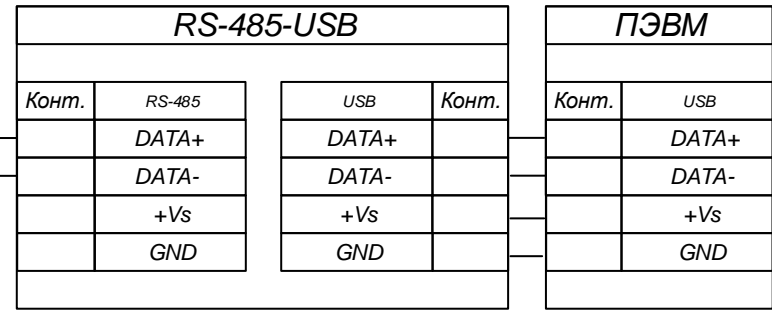 RS-485-USB ПЭВМ
Конт. RS-485 USB Конт. Конт. USB
DATA+ DATA+ DATA+
DATA- DATA- DATA-
+Vs +Vs +Vs
GND GND GND